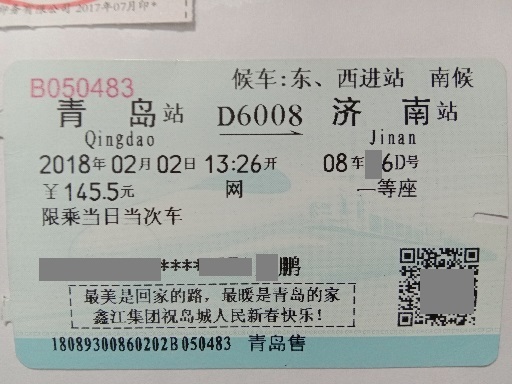 有限公司 2017年07月印*
B050483
候车:东、西进站 南候
青 岛站 D6008 济 南站
Qingdao Jinan
2018年02月02日 13:26开 08车 6D号
¥145.5元 网 一等座
限乘当日当次车
**** 鹏
最美是回家的路，最暖是青岛的家
鑫江集团祝岛城人民新春快乐！
18089300860202B050483 青岛售